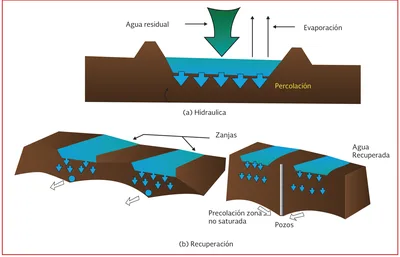 Agua residual
Evaporación
Percolación
(a) Hidraulica
Zanjas
Agua
Recuperada
Precolación zona
no saturada
Pozos
(b) Recuperación